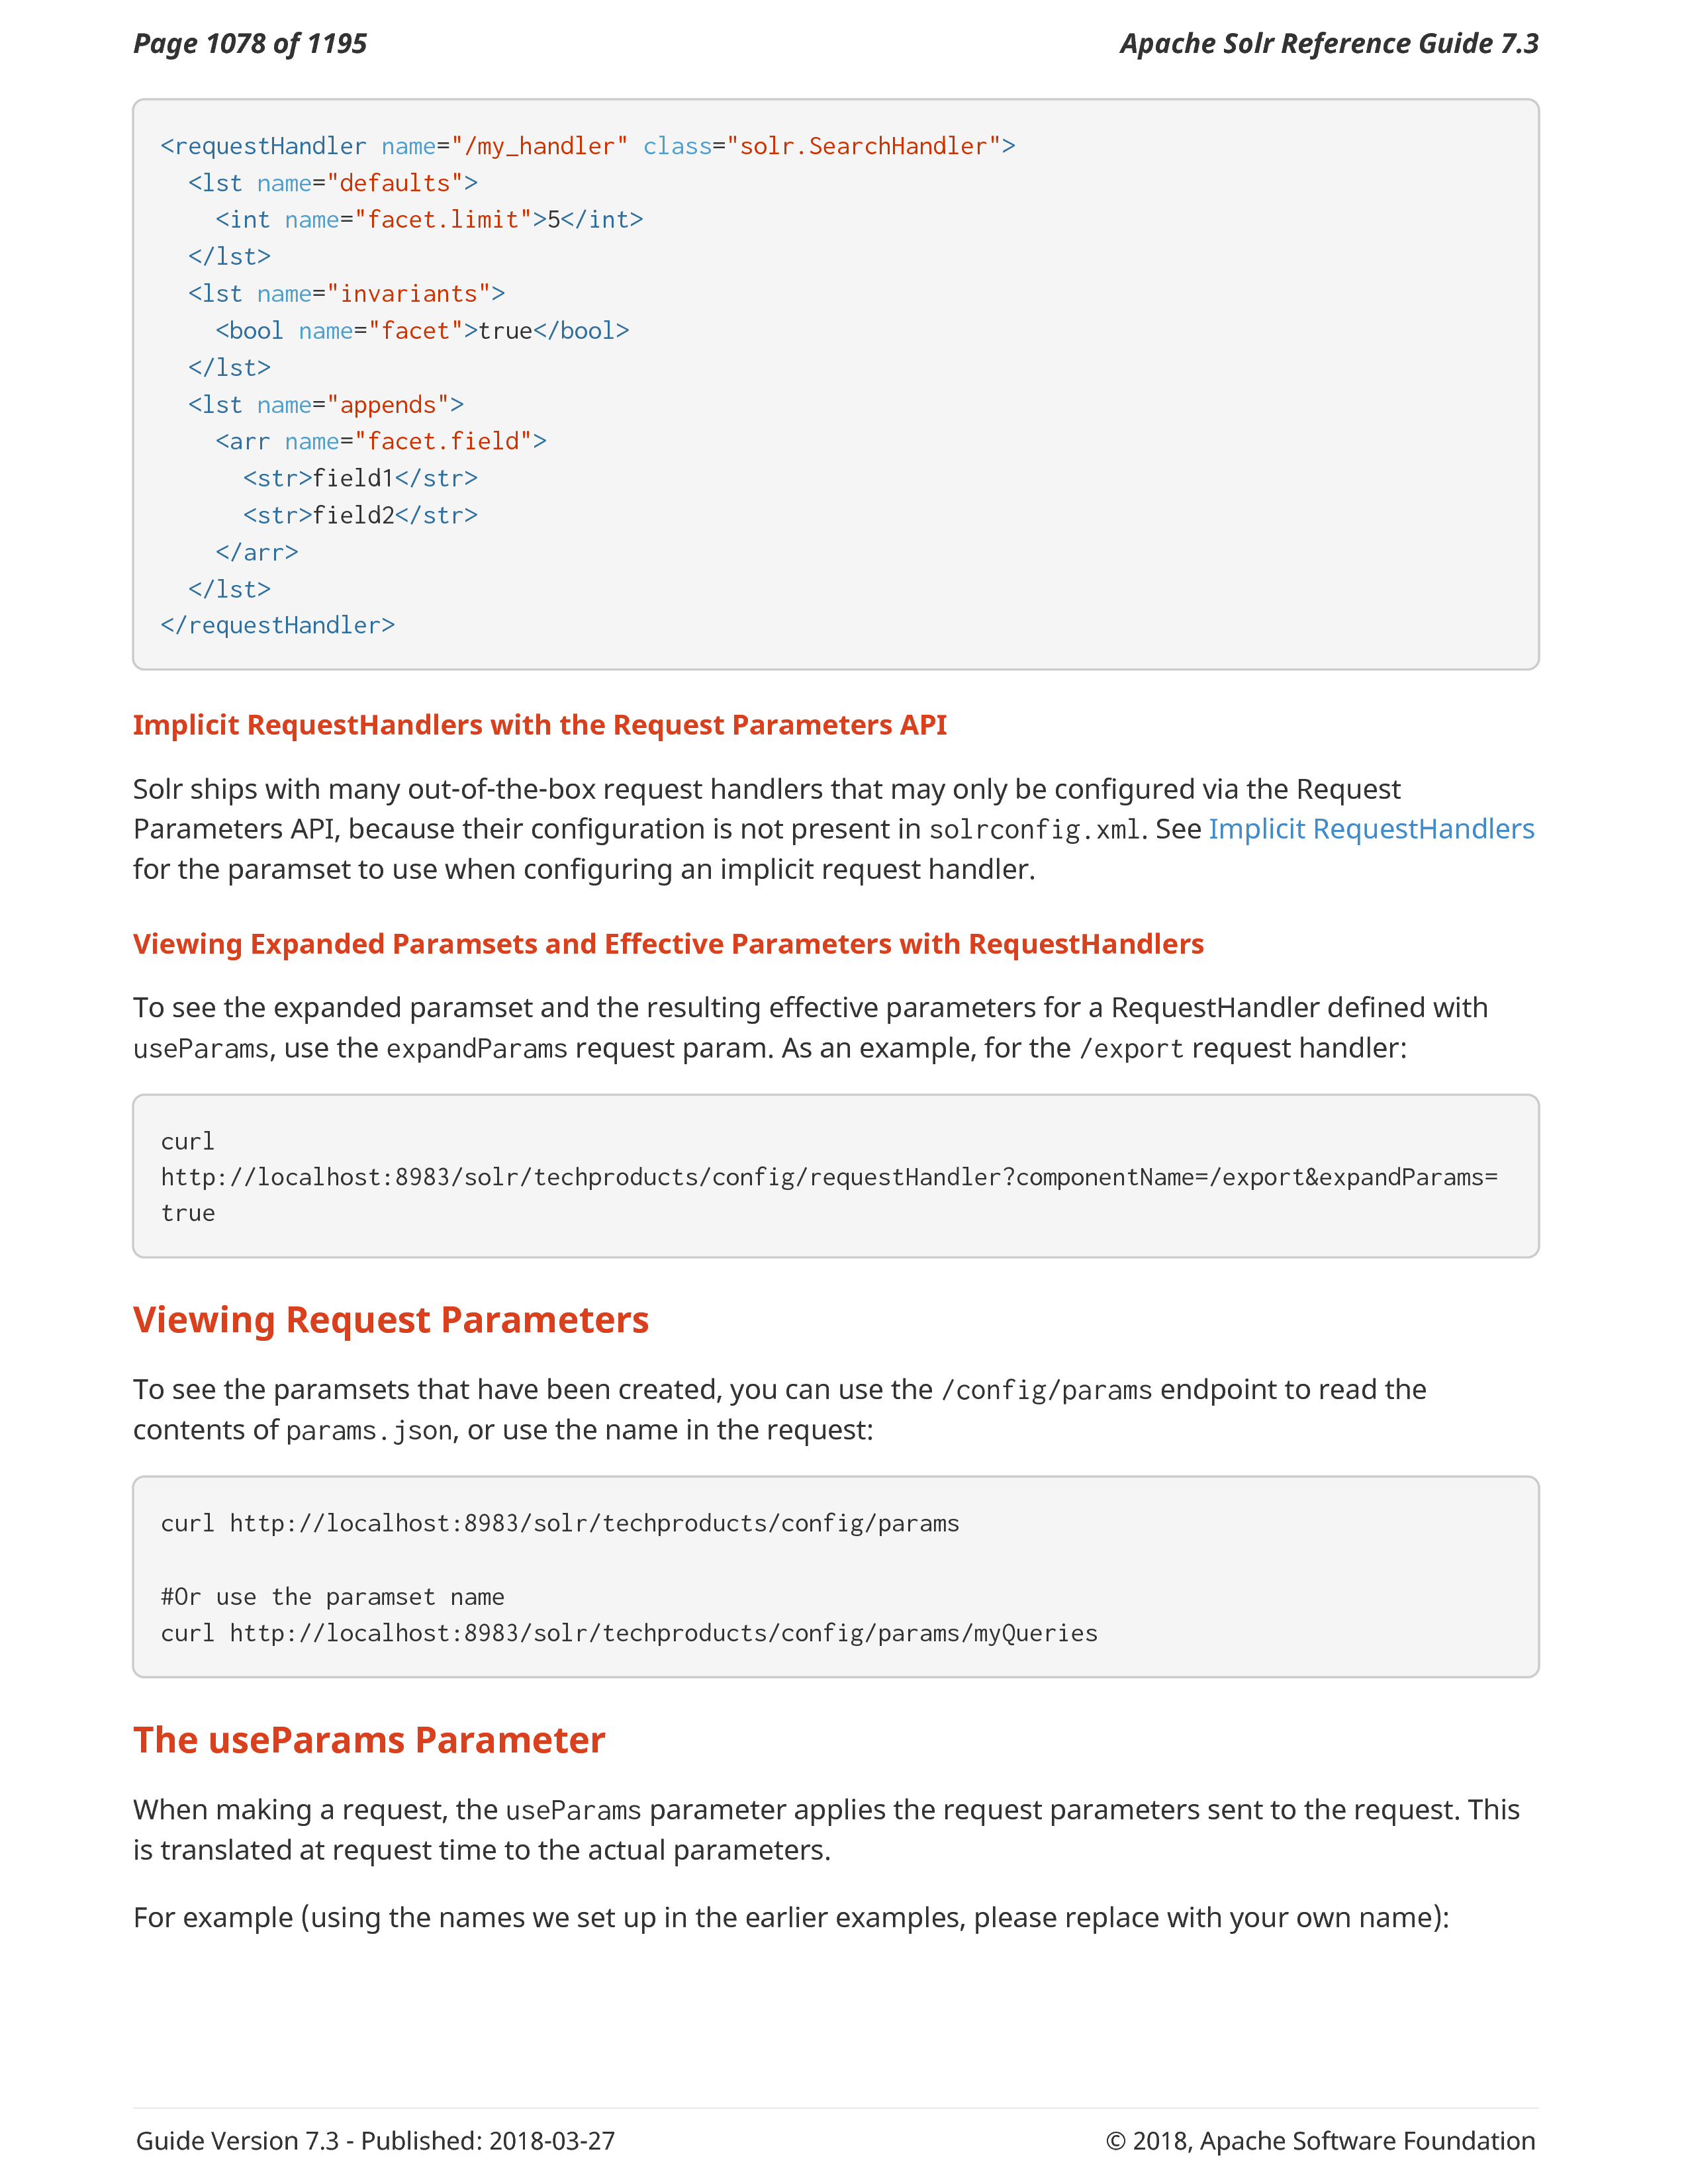 Page 1078 of 1195 Apache Solr Reference Guide 7.3
<requestHandler name="/my_handler" class="solr.SearchHandler">
  <lst name="defaults">
    <int name="facet.limit">5</int>
  </lst>
  <lst name="invariants">
    <bool name="facet">true</bool>
  </lst>
  <lst name="appends">
    <arr name="facet.field">
      <str>field1</str>
      <str>field2</str>
    </arr>
  </lst>
</requestHandler>
Implicit RequestHandlers with the Request Parameters API
Solr ships with many out-of-the-box request handlers that may only be configured via the Request
Parameters API, because their configuration is not present in solrconfig.xml. See Implicit RequestHandlers
for the paramset to use when configuring an implicit request handler.
Viewing Expanded Paramsets and Effective Parameters with RequestHandlers
To see the expanded paramset and the resulting effective parameters for a RequestHandler defined with
useParams, use the expandParams request param. As an example, for the /export request handler:
curl
http://localhost:8983/solr/techproducts/config/requestHandler?componentName=/export&expandParams=
true
Viewing Request Parameters
To see the paramsets that have been created, you can use the /config/params endpoint to read the
contents of params.json, or use the name in the request:
curl http://localhost:8983/solr/techproducts/config/params
#Or use the paramset name
curl http://localhost:8983/solr/techproducts/config/params/myQueries
The useParams Parameter
When making a request, the useParams parameter applies the request parameters sent to the request. This
is translated at request time to the actual parameters.
For example (using the names we set up in the earlier examples, please replace with your own name):
Guide Version 7.3 - Published: 2018-03-27 © 2018, Apache Software Foundation